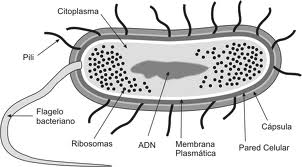 Citoplasma
Pili
Flagelo
bacteriano
Ribosomas
ADN
Membrana
Plasmática
Pared Celular
Cápsula